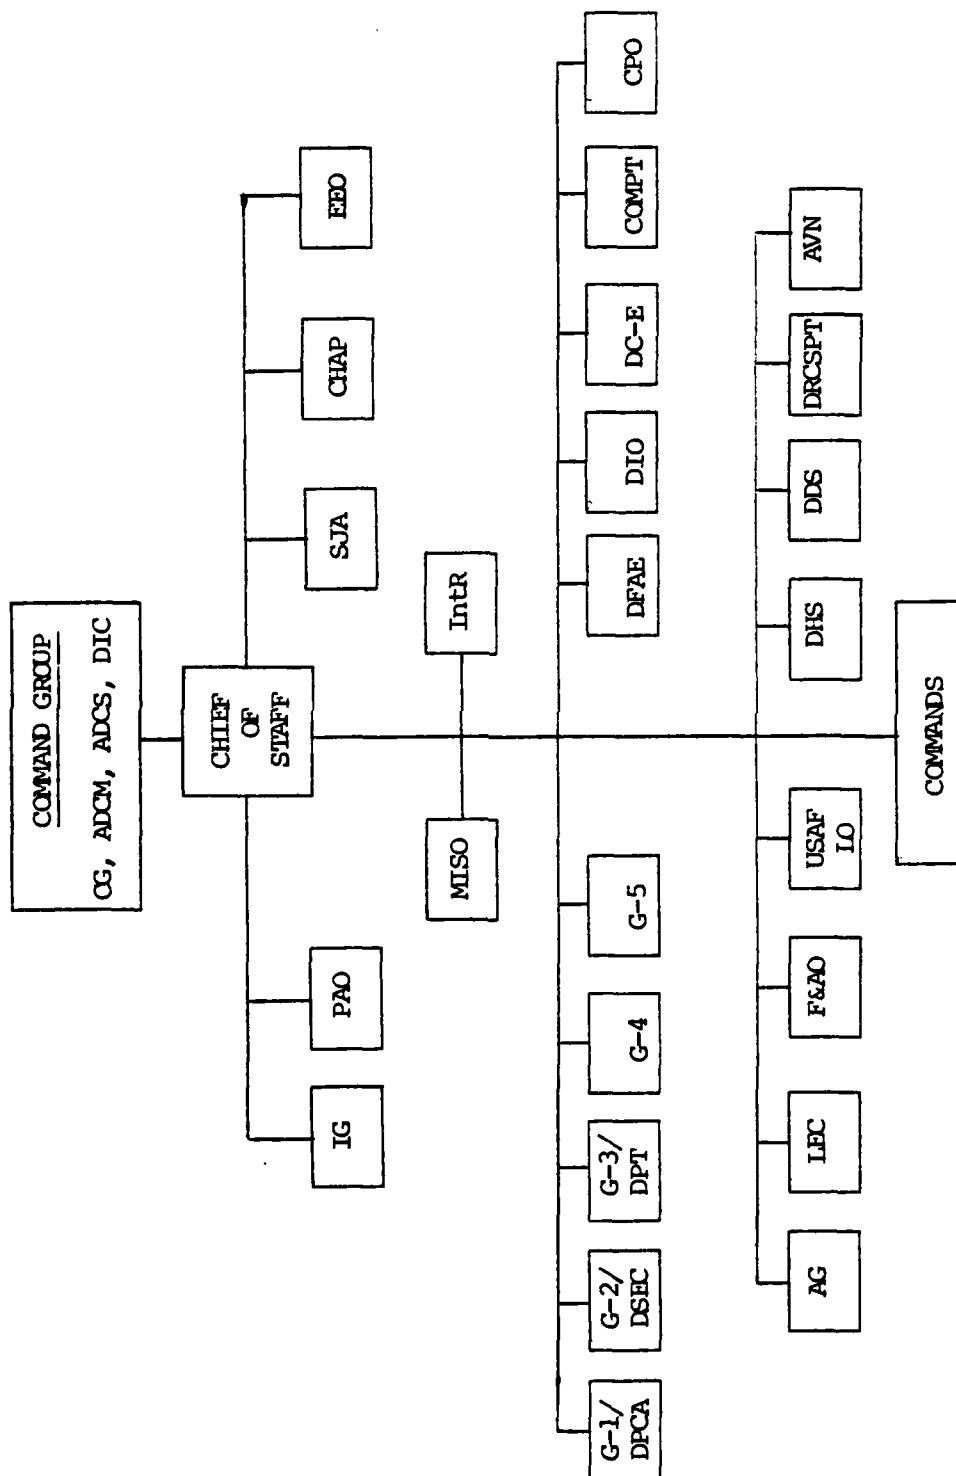 COMMAND GROUP
CG, ADCM, ADCS, DIC
CHIEF
OF
STAFF
IG
PAO
SJA
CHAP
EEO
MISO
IntR
G-1/
DPCA
G-2/
DSEC
G-3/
DPT
G-4
G-5
DFAE
DIO
DC-E
COMPT
CPO
AG
LEC
F&AO
USAF
LO
DHS
DDS
DRCSPT
AVN
COMMANDS